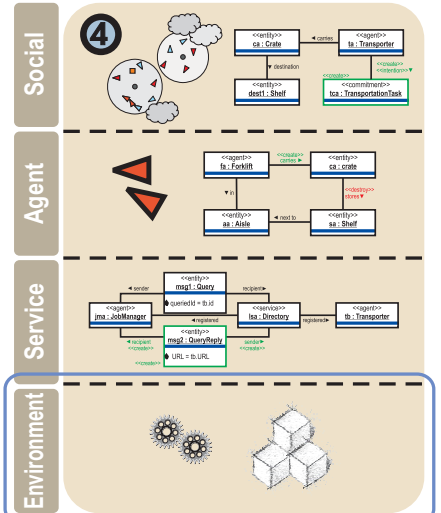 Social
4
<<entity>>
ca : Crate
◄ carries
<<agent>>
ta : Transporter
▼ destination
<<create>>
<<intention>>▼
<<create>>
<<entity>>
dest1 : Shelf
<<commitment>>
tca : TransportationTask
Agent
<<agent>>
fa : Forklift
<<create>>
carries ►
<<entity>>
ca : crate
▼ in
<<destroy>>
stores▼
<<entity>>
aa : Aisle
◄ next to
<<entity>>
sa : Shelf
Service
<<entity>>
msg1 : Query
queriedId = tb.id
◄ sender
recipient►
<<agent>>
jma : JobManager
<<service>>
lsa : Directory
<<agent>>
tb : Transporter
◄ registered
registered►
<<entity>>
msg2 : QueryReply
URL = tb.URL
◄ recipient
<<create>>
sender►
<<create>>
<<create>>
Environment